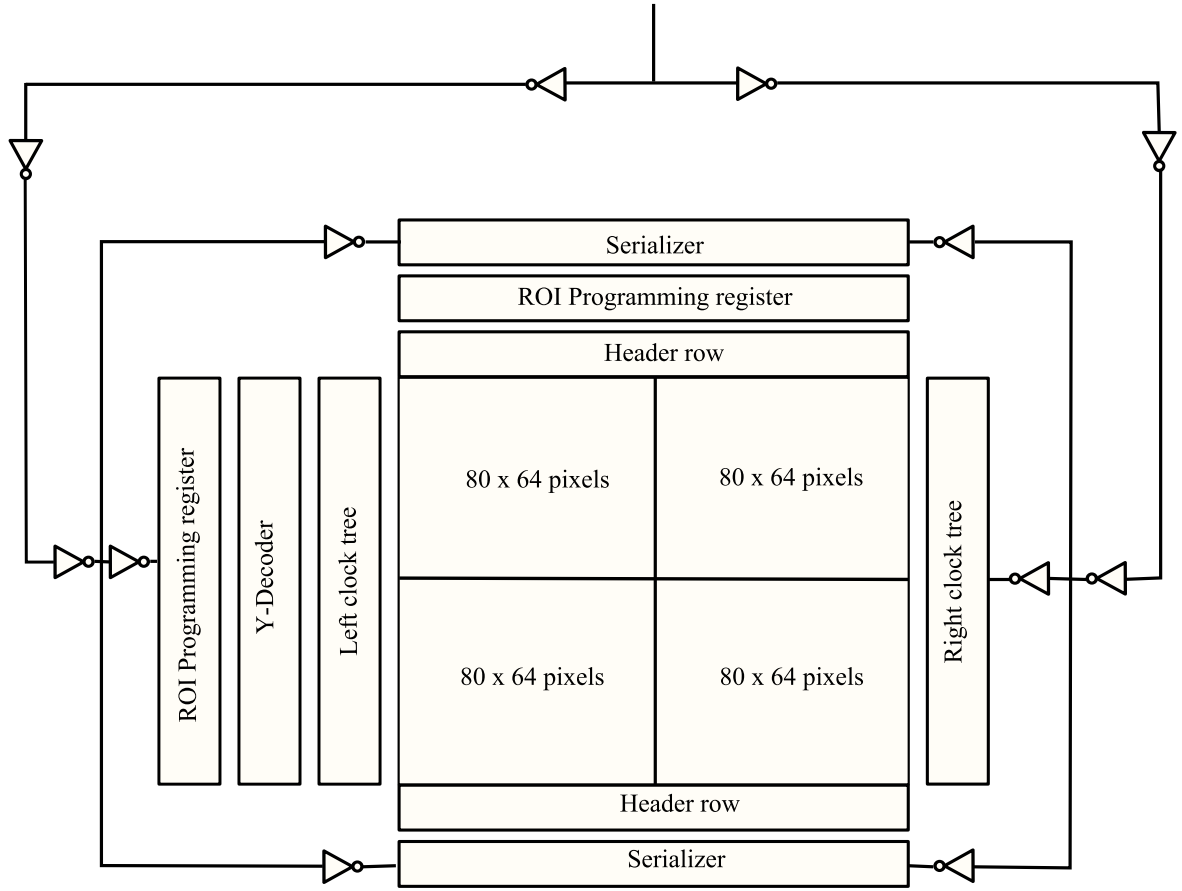 Serializer
ROI Programming register
Header row
ROI Programming register
Y-Decoder
Left clock tree
80 x 64 pixels
80 x 64 pixels
80 x 64 pixels
80 x 64 pixels
Right clock tree
Header row
Serializer